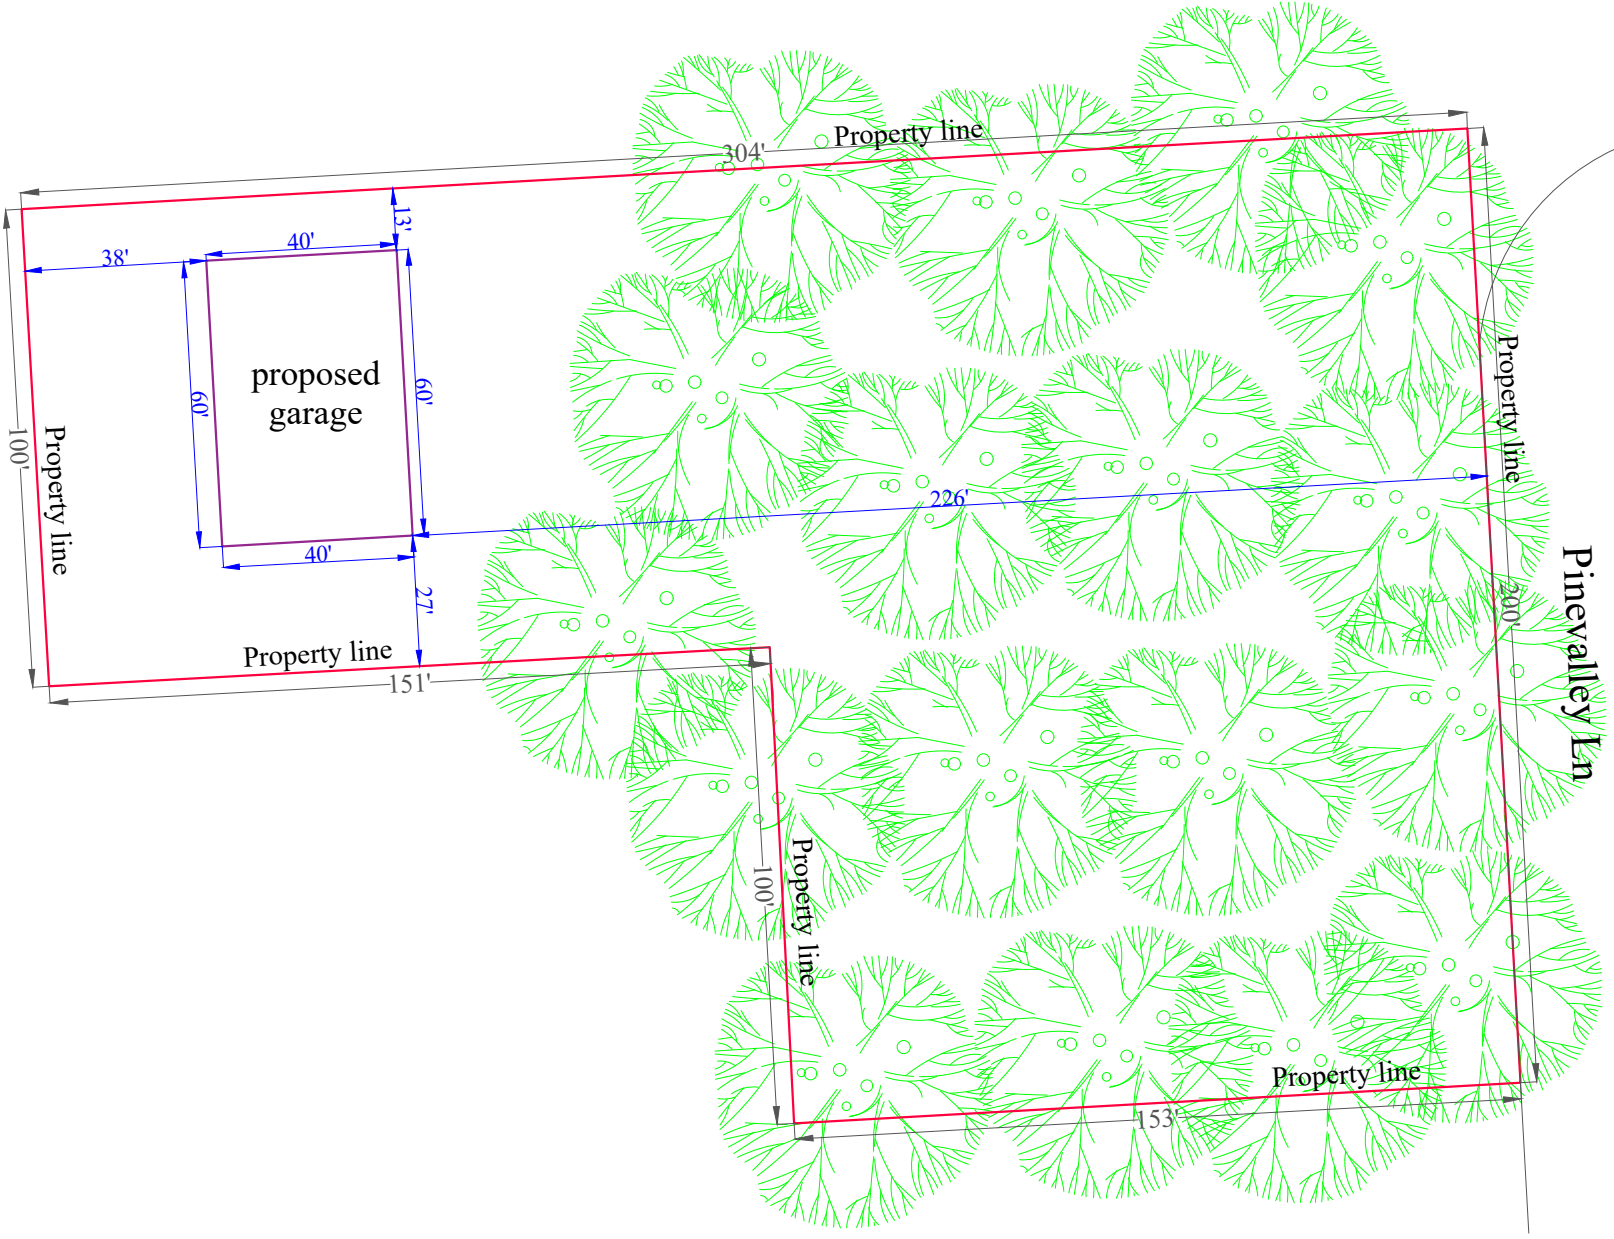 Property line
304'
13'
40'
38'
proposed
garage
60'
60'
100'
Property line
Property line
226'
40'
27'
200'
Pinevalley Ln
Property line
151'
100'
Property line
Property line
153'